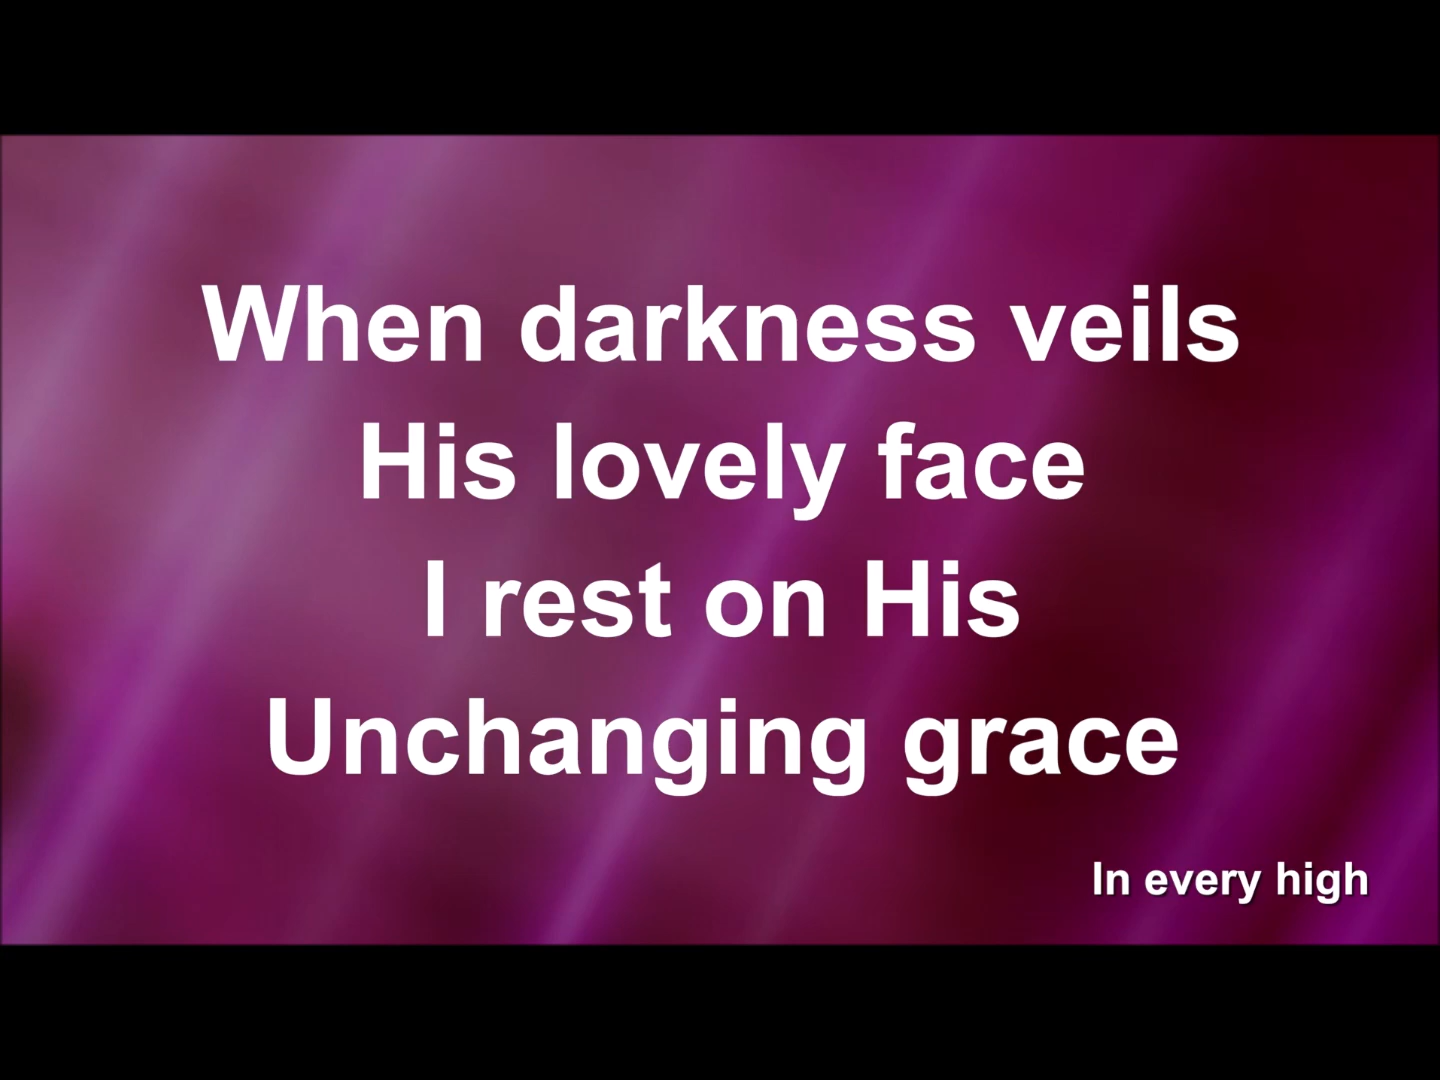 When darkness veils
His lovely face
I rest on His
Unchanging grace
In every high